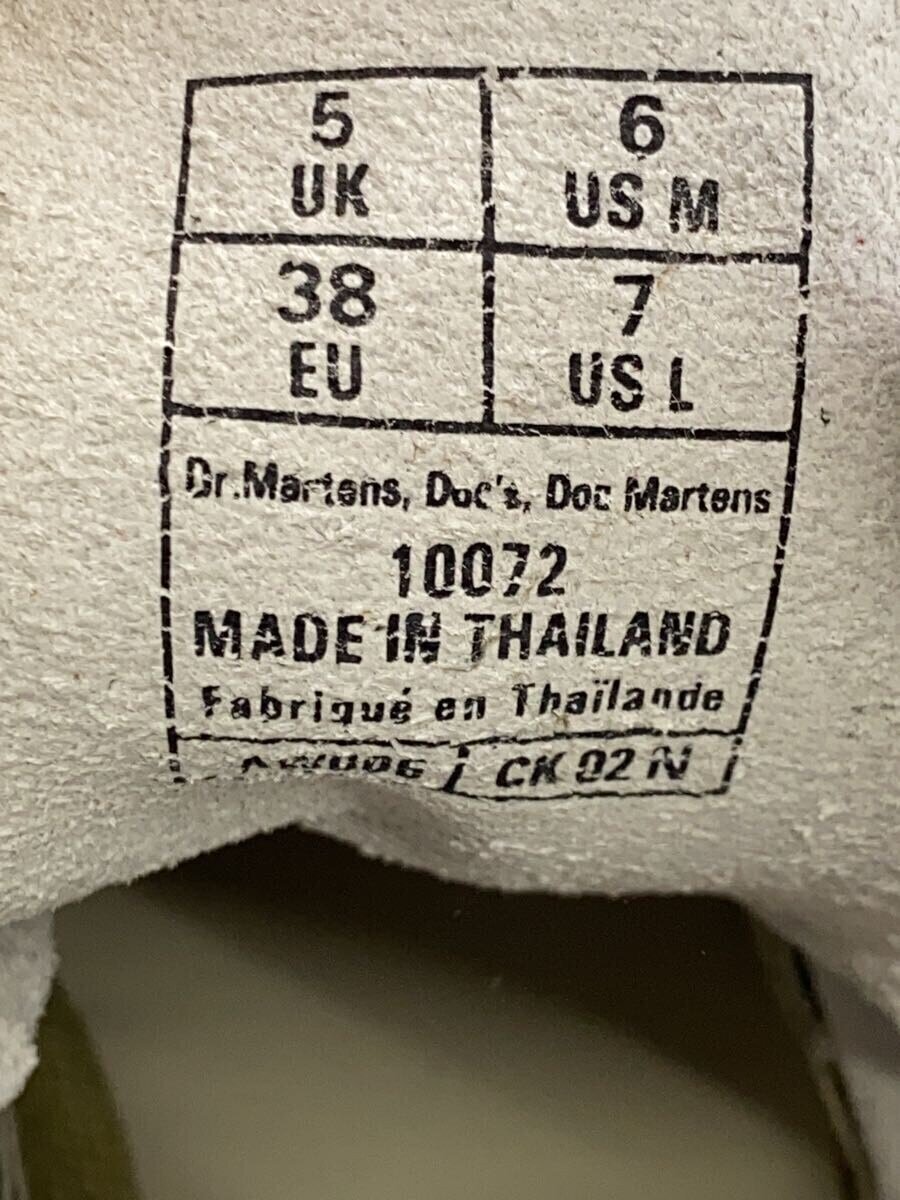 5 UK
6 US M
38 EU
7 US L
Dr.Martens, Doc's, Doc Martens
10072
MADE IN THAILAND
Fabriqué en Thaïlande
CK 02 N